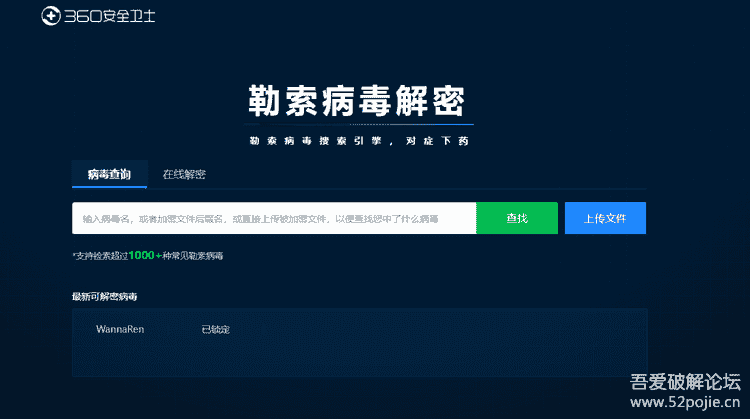 360安全卫士
勒索病毒解密
勒索病毒搜索引擎，对症下药
病毒查询 在线解密
输入病毒名，或被加密文件后缀名，或直接上传被加密文件，以便查找您中了什么病毒 查找 上传文件
*支持检索超过1000+种常见勒索病毒
最新可解密病毒
WannaRen 已锁定
吾爱破解论坛
www.52pojie.cn